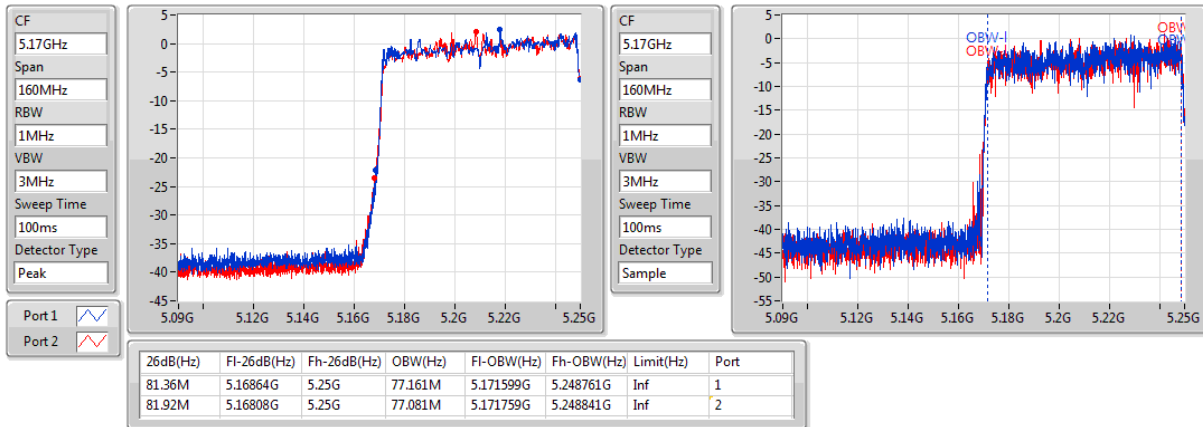 CF
5.17GHz
Span
160MHz
RBW
1MHz
VBW
3MHz
Sweep Time
100ms
Detector Type
Peak
5
0
-5
-10
-15
-20
-25
-30
-35
-40
-45
5.09G 5.12G 5.14G 5.16G 5.18G 5.2G 5.22G 5.25G
Port 1
Port 2
CF
5.17GHz
Span
160MHz
RBW
1MHz
VBW
3MHz
Sweep Time
100ms
Detector Type
Sample
5
0
-5
-10
-15
-20
-25
-30
-35
-40
-45
-50
-55
OBW-l
5.09G 5.12G 5.14G 5.16G 5.18G 5.2G 5.22G 5.25G
26dB(Hz) Fl-26dB(Hz) Fh-26dB(Hz) OBW(Hz) Fl-OBW(Hz) Fh-OBW(Hz) Limit(Hz) Port
81.36M 5.16864G 5.25G 77.161M 5.171599G 5.248761G Inf 1
81.92M 5.16808G 5.25G 77.081M 5.171759G 5.248841G Inf 2